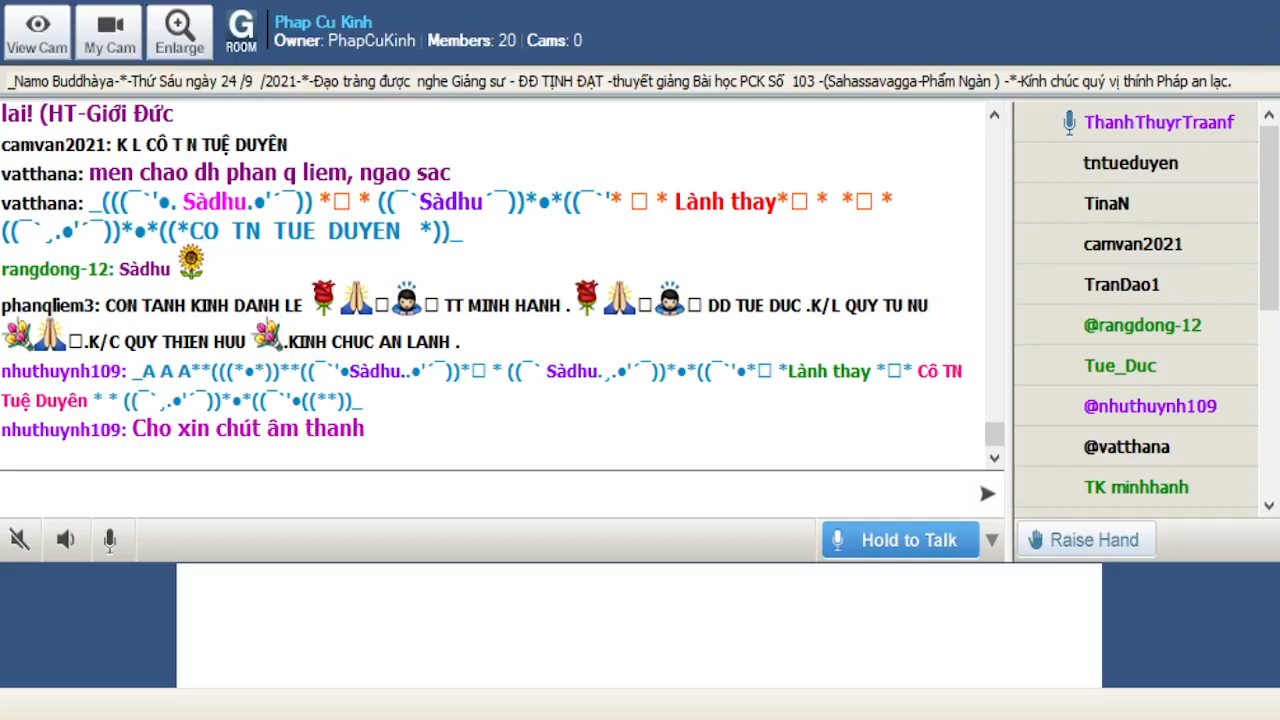 View Cam
My Cam
Enlarge
G
ROOM
Phap Cu Kinh
Owner: PhapCuKinh | Members: 20 | Cams: 0
_Namo Buddhàya-*-Thứ Sáu ngày 24 /9 /2021-*-Đạo tràng được nghe Giảng sư - ĐĐ TỊNH ĐẠT -thuyết giảng Bài học PCK Số 103 -(Sahassavagga-Phẩm Ngàn ) -*-Kính chúc quý vị thính Pháp an lạc.
lai! (HT-Giới Đức
camvan2021: K L CÔ T N TUỆ DUYÊN
vatthana: men chao dh phan q liem, ngao sac
vatthana: _(((¯`'●. Sàdhu.●'´¯)) *□ * ((¯`Sàdhu´¯))*●*((¯`'* □ * Lành thay*□ * *□ *
((¯`¸.●'´¯))*●*((*CO TN TUE DUYEN *))_
rangdong-12: Sàdhu 🌻
phanqliem3: CON TANH KINH DANH LE 🌹🙏□🙇□ TT MINH HANH .🌹🙏□🙇□ DD TUE DUC .K/L QUY TU NU
💐🙏□.K/C QUY THIEN HUU 💐.KINH CHUC AN LANH .
nhuthuynh109: _A A A**(((*●*))**((¯`'●Sàdhu..●'´¯))*□ * ((¯` Sàdhu.¸.●'´¯))*●*((¯`'●*□ *Lành thay *□* Cô TN
Tuệ Duyên * * ((¯`¸.●'´¯))*●*((¯`'●((**))_
nhuthuynh109: Cho xin chút âm thanh
Hold to Talk
ThanhThuyrTraanf
tntueduyen
TinaN
camvan2021
TranDao1
@rangdong-12
Tue_Duc
@nhuthuynh109
@vatthana
TK minhhanh
Raise Hand